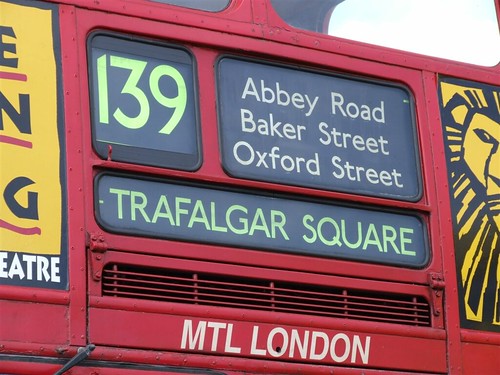 E
N
G
EATRE
139
Abbey Road
Baker Street
Oxford Street
TRAFALGAR SQUARE
MTL LONDON